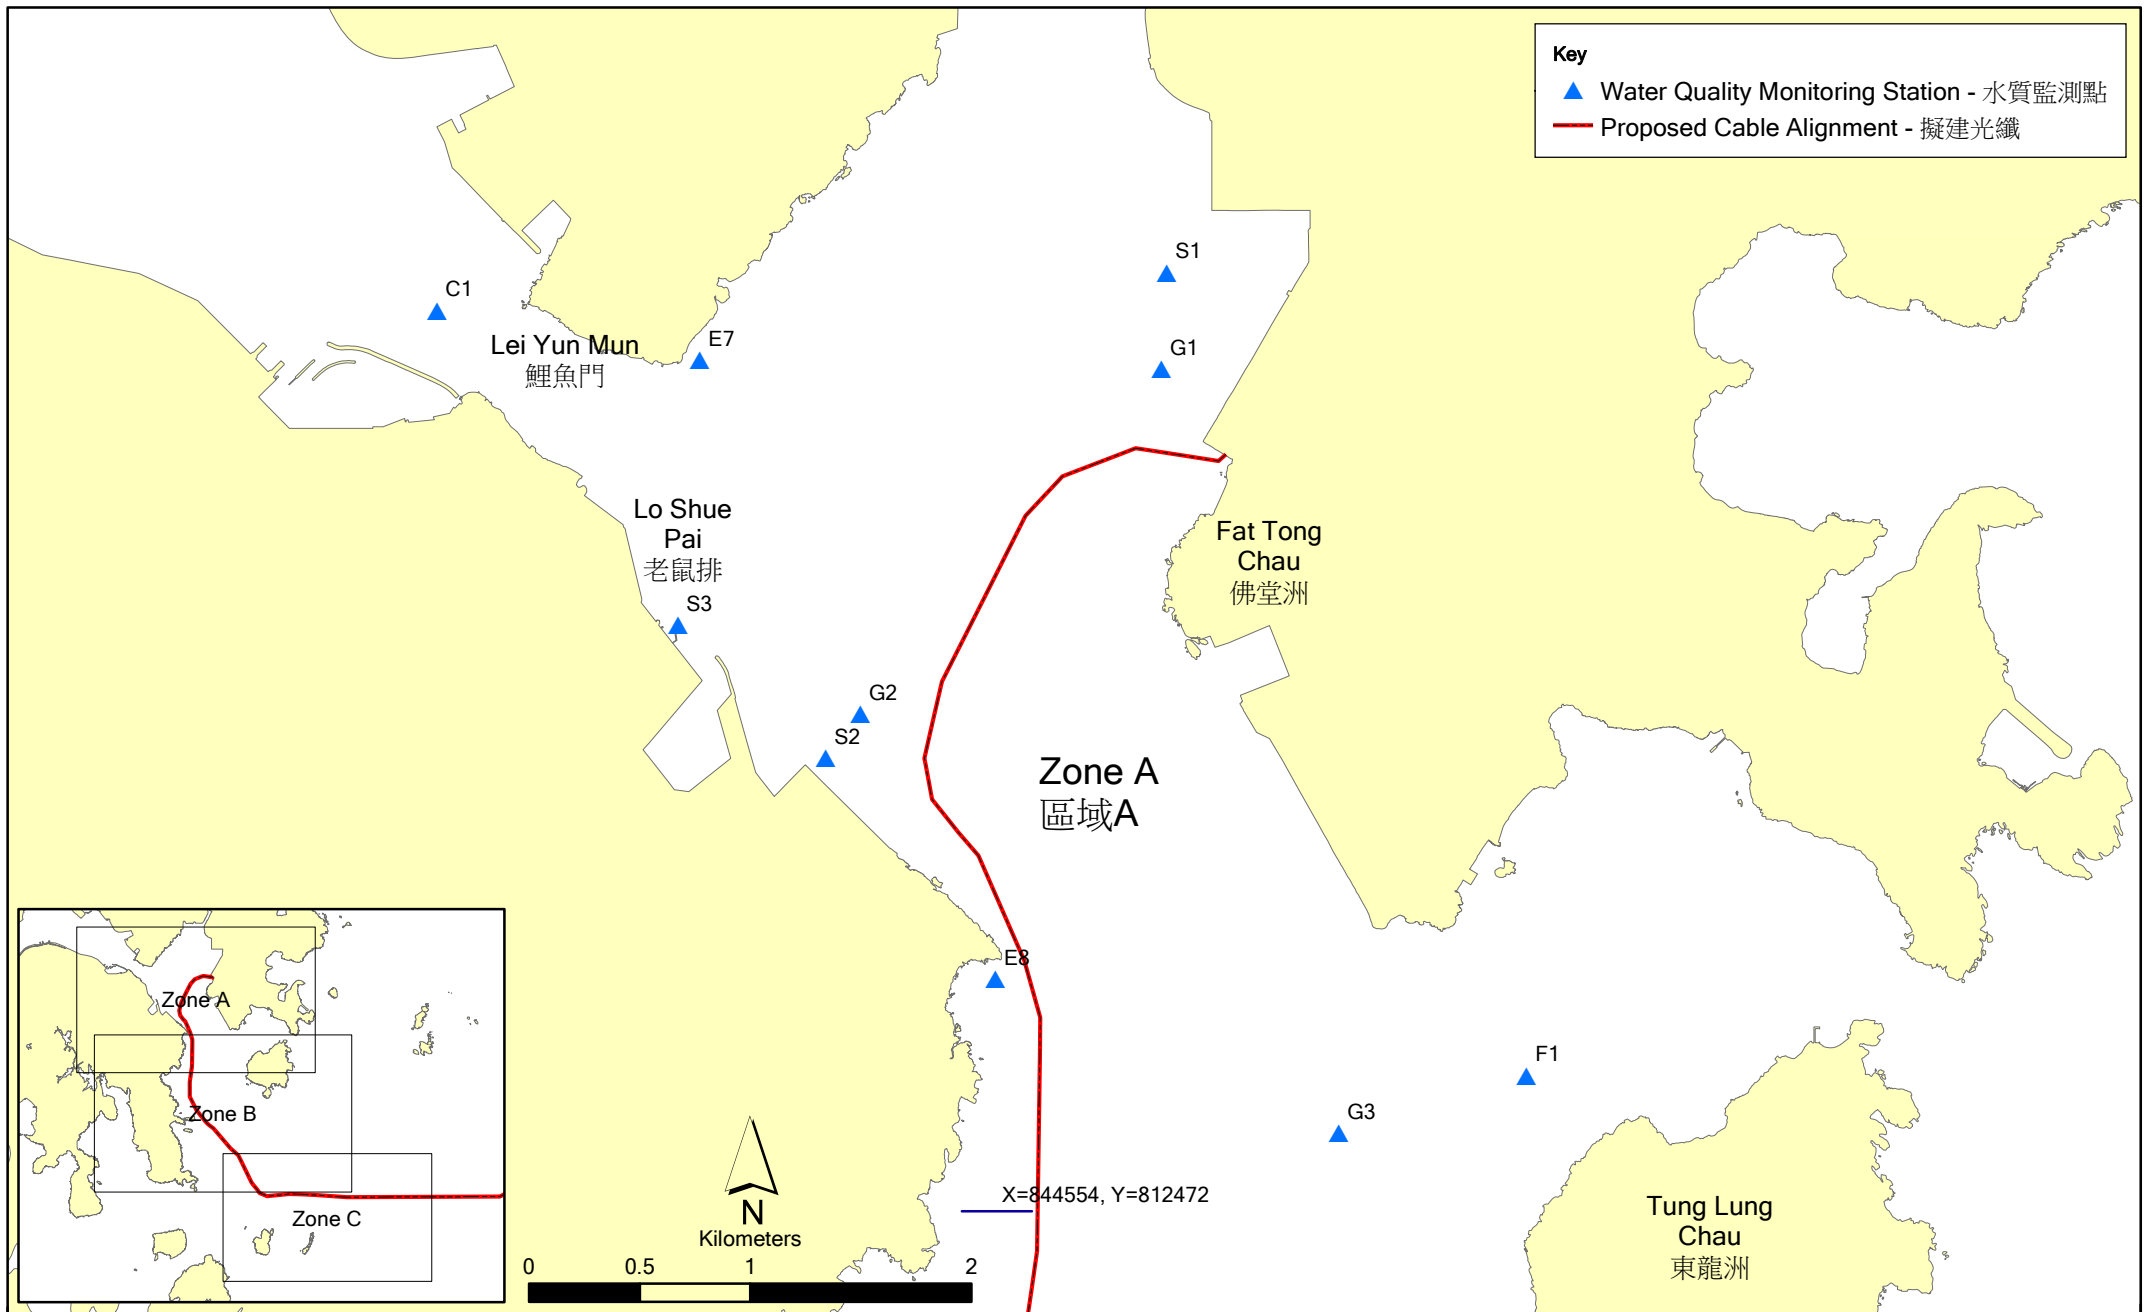 Key
Water Quality Monitoring Station - 水質監測點
Proposed Cable Alignment - 擬建光纖
S1
C1
E7
G1
Lei Yun Mun
鯉魚門
Lo Shue
Pai
老鼠排
Fat Tong
Chau
佛堂洲
S3
G2
S2
Zone A
區域A
E8
F1
G3
X=844554, Y=812472
Tung Lung
Chau
東龍洲
Zone A
Zone B
Zone C
N
Kilometers
0 0.5 1 2